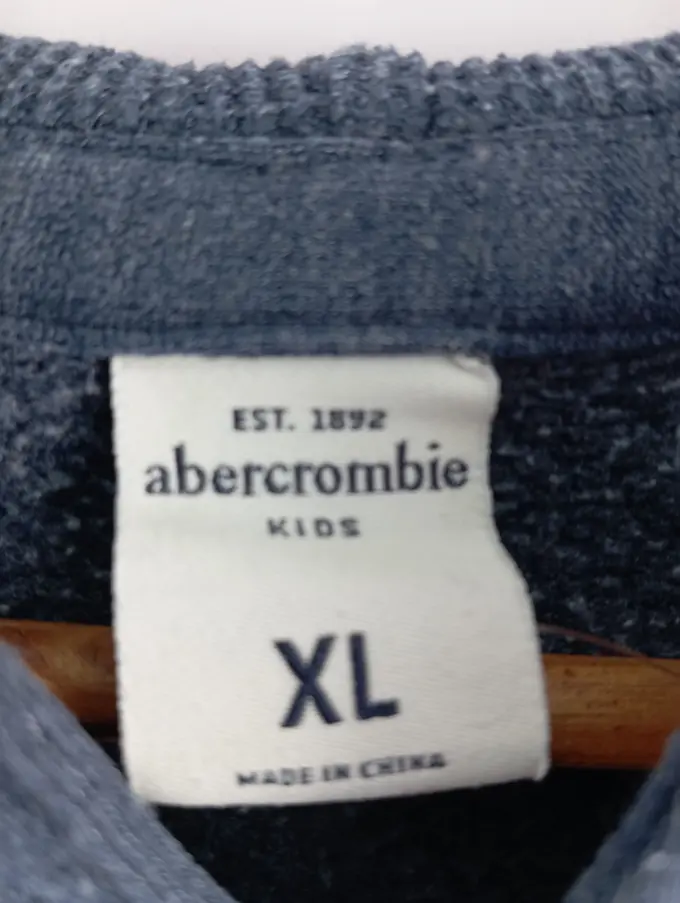 EST. 1892
abercrombie
KIDS
XL
MADE IN CHINA